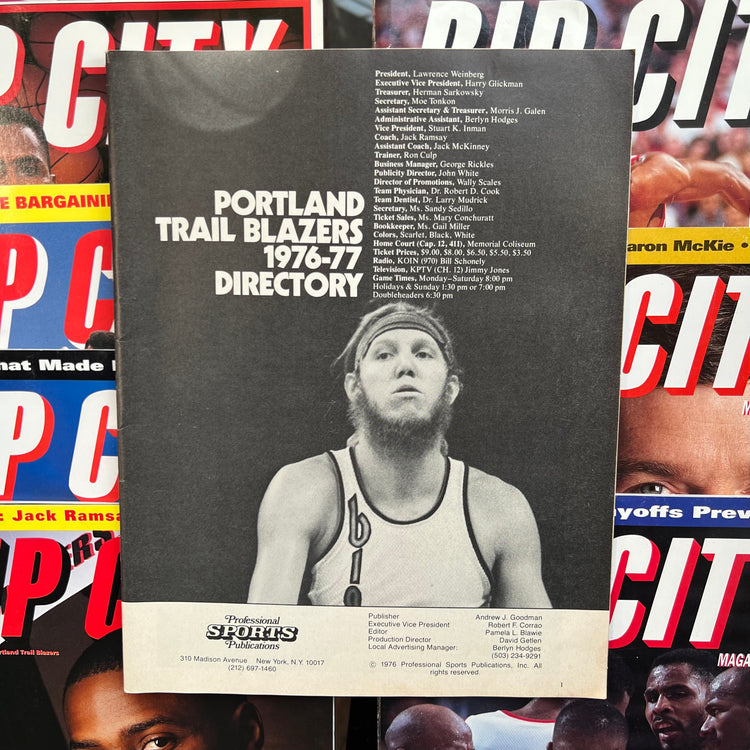 P CITY
RIP CITY
E BARGAINI
P C
hat Made
P CITY
: Jack Ramsa
P CITY
ERS
ortland Trail Blazers
aron McKie •
CITY
M
yoffs Prev
CITY
MAGA
President, Lawrence Weinberg
Executive Vice President, Harry Glickman
Treasurer, Herman Sarkowsky
Secretary, Moe Tonkon
Assistant Secretary & Treasurer, Morris J. Galen
Administrative Assistant, Berlyn Hodges
Vice President, Stuart K. Inman
Coach, Jack Ramsay
Assistant Coach, Jack McKinney
Trainer, Ron Culp
Business Manager, George Rickles
Publicity Director, John White
Director of Promotions, Wally Scales
Team Physician, Dr. Robert D. Cook
Team Dentist, Dr. Larry Mudrick
Secretary, Ms. Sandy Sedillo
Ticket Sales, Ms. Mary Conchuratt
Bookkeeper, Ms. Gail Miller
Colors, Scarlet, Black, White
Home Court (Cap. 12, 411), Memorial Coliseum
Ticket Prices, $9.00, $8.00, $6.50, $5.50, $3.50
Radio, KOIN (970) Bill Schonely
Television, KPTV (CH. 12) Jimmy Jones
Game Times, Monday–Saturday 8:00 pm
Holidays & Sunday 1:30 pm or 7:00 pm
Doubleheaders 6:30 pm
PORTLAND
TRAIL BLAZERS
1976-77
DIRECTORY
bla
Professional
SPORTS
Publications
310 Madison Avenue New York, N.Y. 10017
(212) 697-1460
Publisher Andrew J. Goodman
Executive Vice President Robert F. Corrao
Editor Pamela L. Blawie
Production Director David Getlen
Local Advertising Manager: Berlyn Hodges
(503) 234-9291
© 1976 Professional Sports Publications, Inc. All
rights reserved.
1